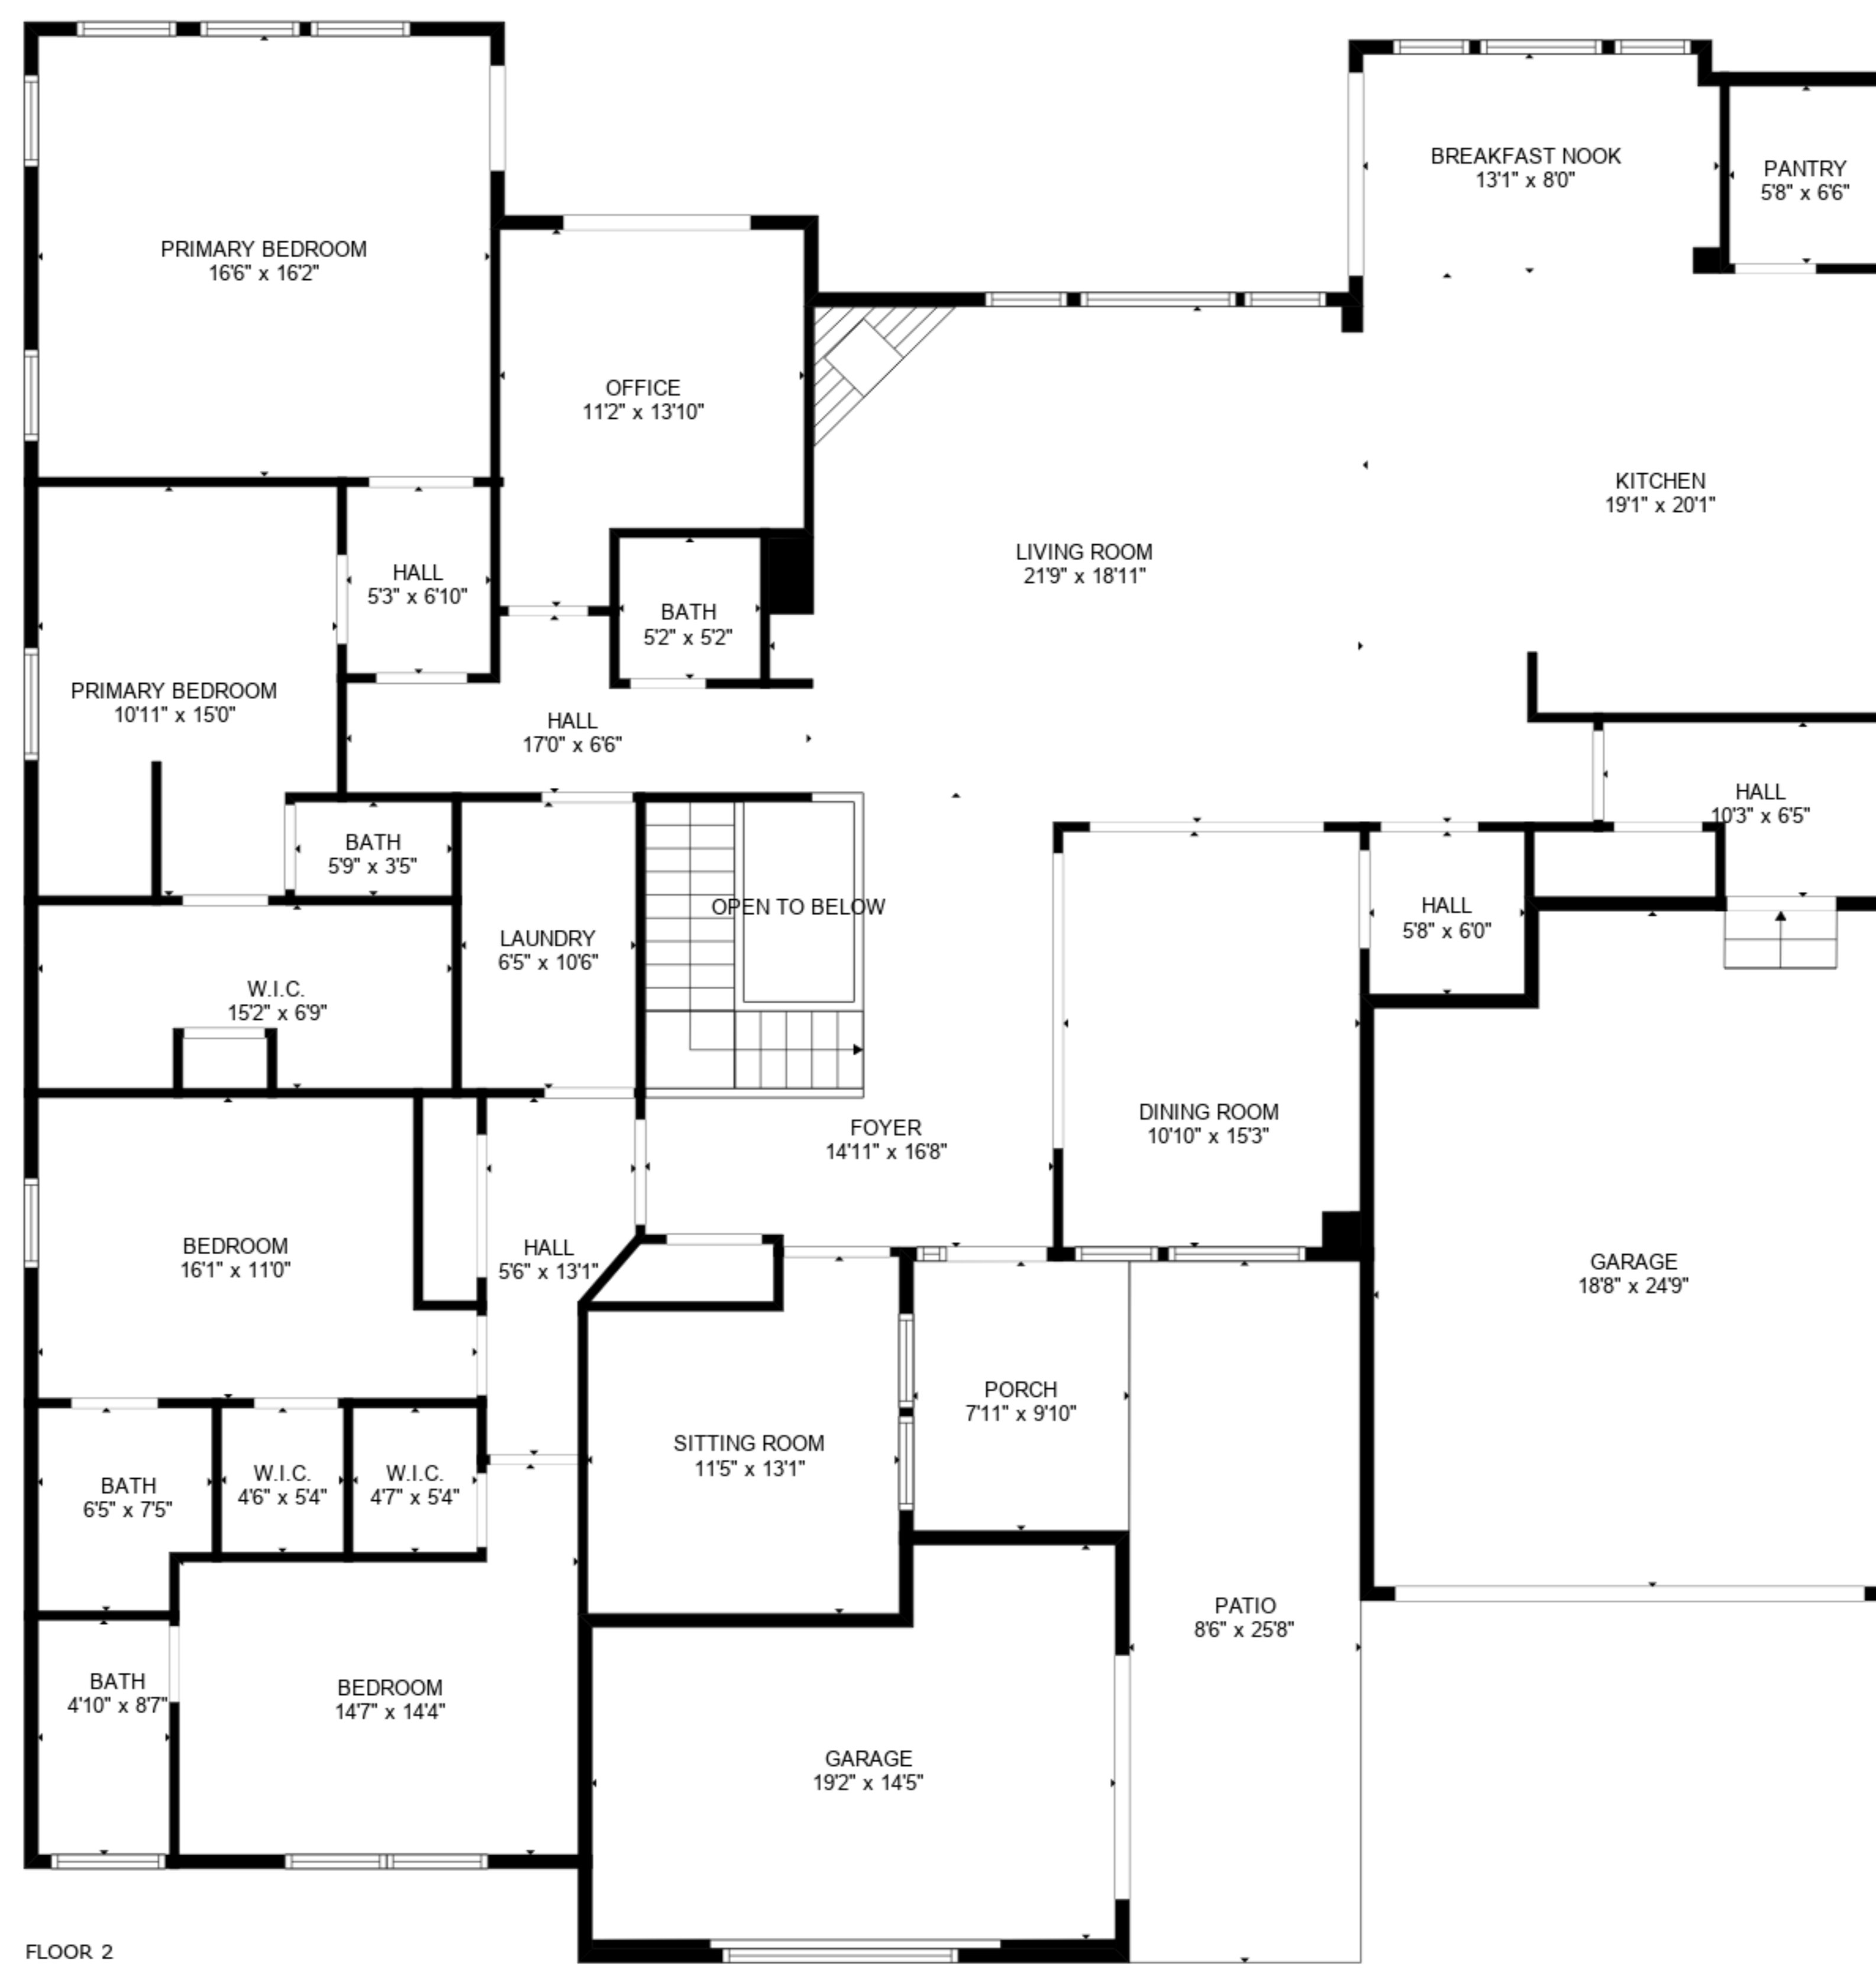 BREAKFAST NOOK
13'1" x 8'0"
PANTRY
5'8" x 6'6"
PRIMARY BEDROOM
16'6" x 16'2"
OFFICE
11'2" x 13'10"
KITCHEN
19'1" x 20'1"
LIVING ROOM
21'9" x 18'11"
HALL
5'3" x 6'10"
BATH
5'2" x 5'2"
PRIMARY BEDROOM
10'11" x 15'0"
HALL
17'0" x 6'6"
HALL
10'3" x 6'5"
BATH
5'9" x 3'5"
OPEN TO BELOW
HALL
5'8" x 6'0"
LAUNDRY
6'5" x 10'6"
W.I.C.
15'2" x 6'9"
DINING ROOM
10'10" x 15'3"
FOYER
14'11" x 16'8"
BEDROOM
16'1" x 11'0"
HALL
5'6" x 13'1"
GARAGE
18'8" x 24'9"
PORCH
7'11" x 9'10"
SITTING ROOM
11'5" x 13'1"
BATH
6'5" x 7'5"
W.I.C.
4'6" x 5'4"
W.I.C.
4'7" x 5'4"
PATIO
8'6" x 25'8"
BATH
4'10" x 8'7"
BEDROOM
14'7" x 14'4"
GARAGE
19'2" x 14'5"
FLOOR 2